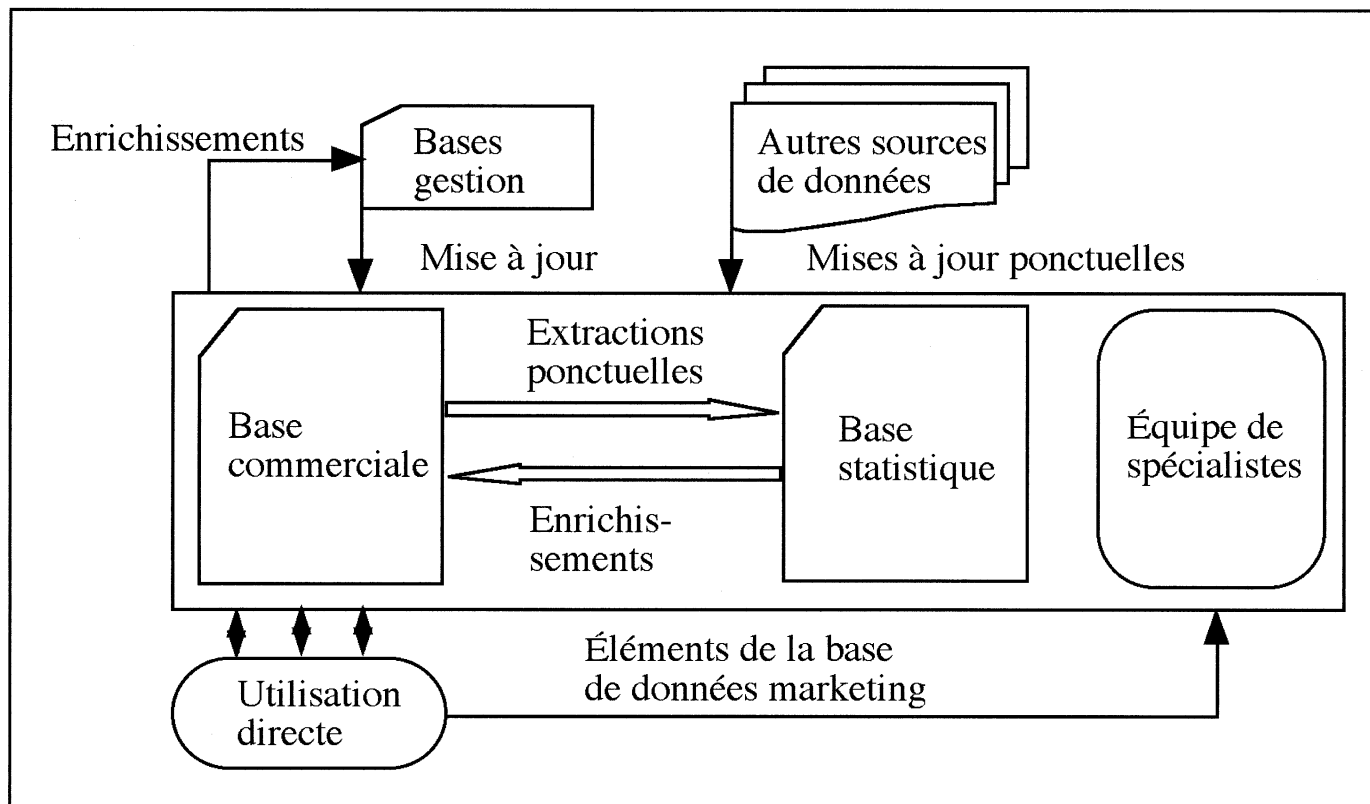 Enrichissements
Bases
gestion
Autres sources
de données
Mise à jour
Mises à jour ponctuelles
Extractions
ponctuelles
Base
commerciale
Base
statistique
Équipe de
spécialistes
Enrichis-
sements
Éléments de la base
de données marketing
Utilisation
directe